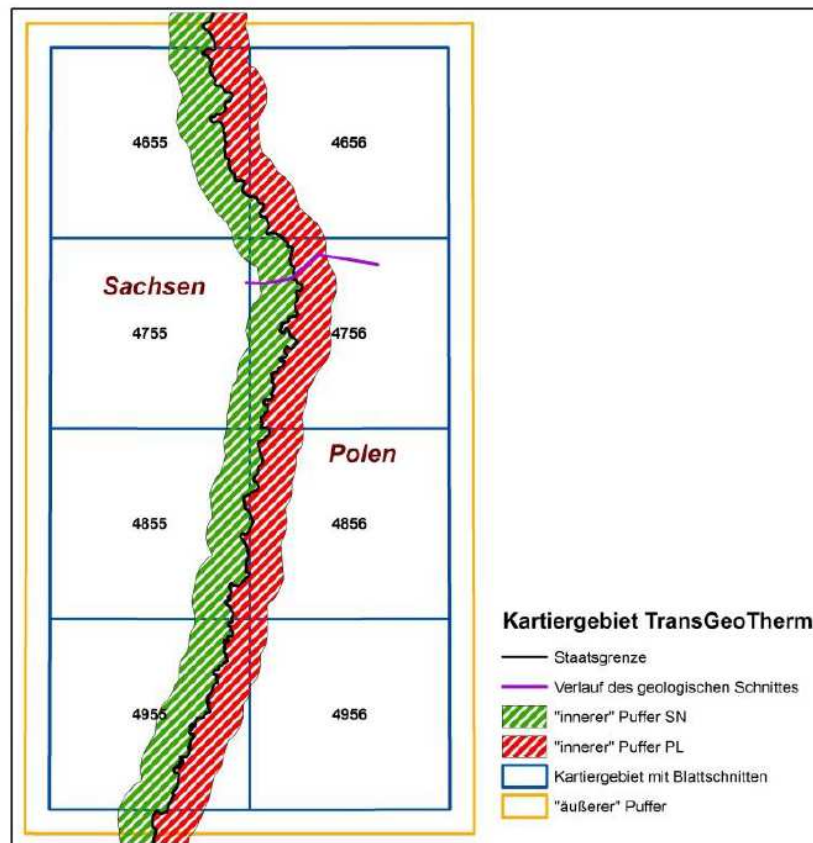 4655
4656
Sachsen
4755
4756
Polen
4855
4856
4955
4956
Kartiergebiet TransGeoTherm
Staatsgrenze
Verlauf des geologischen Schnittes
"innerer" Puffer SN
"innerer" Puffer PL
Kartiergebiet mit Blattschnitten
"äußerer" Puffer